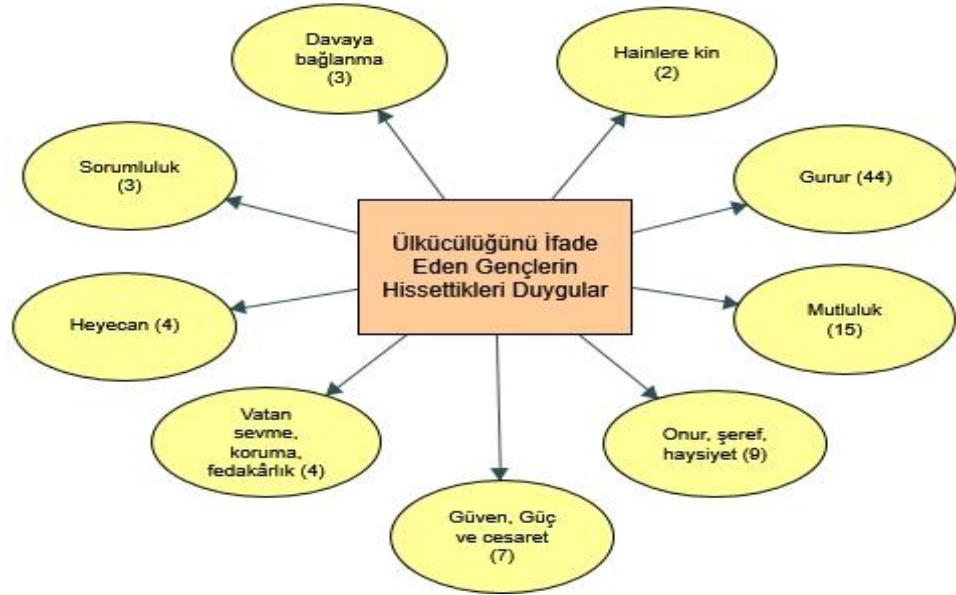 Davaya
bağlanma
(3)
Hainlere kin
(2)
Sorumluluk
(3)
Gurur (44)
Ülkücülüğünü İfade
Eden Gençlerin
Hissettikleri Duygular
Heyecan (4)
Mutluluk
(15)
Vatan
sevme,
koruma,
fedakârlık (4)
Onur, şeref,
haysiyet (9)
Güven, Güç
ve cesaret
(7)